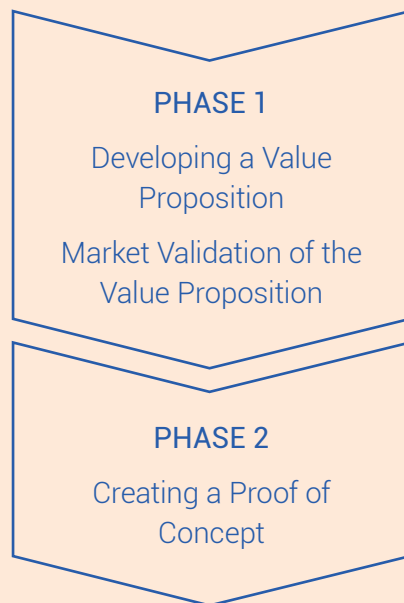 PHASE 1
Developing a Value
Proposition
Market Validation of the
Value Proposition
PHASE 2
Creating a Proof of
Concept